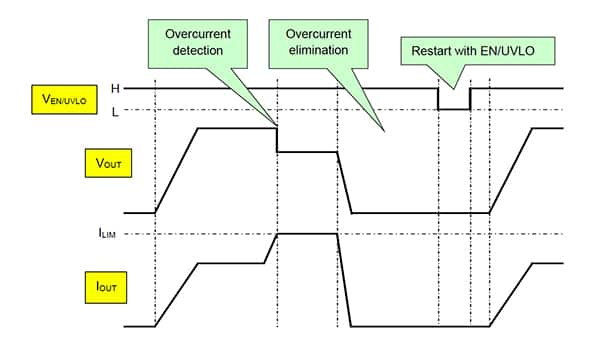 Overcurrent
detection
Overcurrent
elimination
Restart with EN/UVLO
H
VEN/UVLO
L
VOUT
ILIM
IOUT